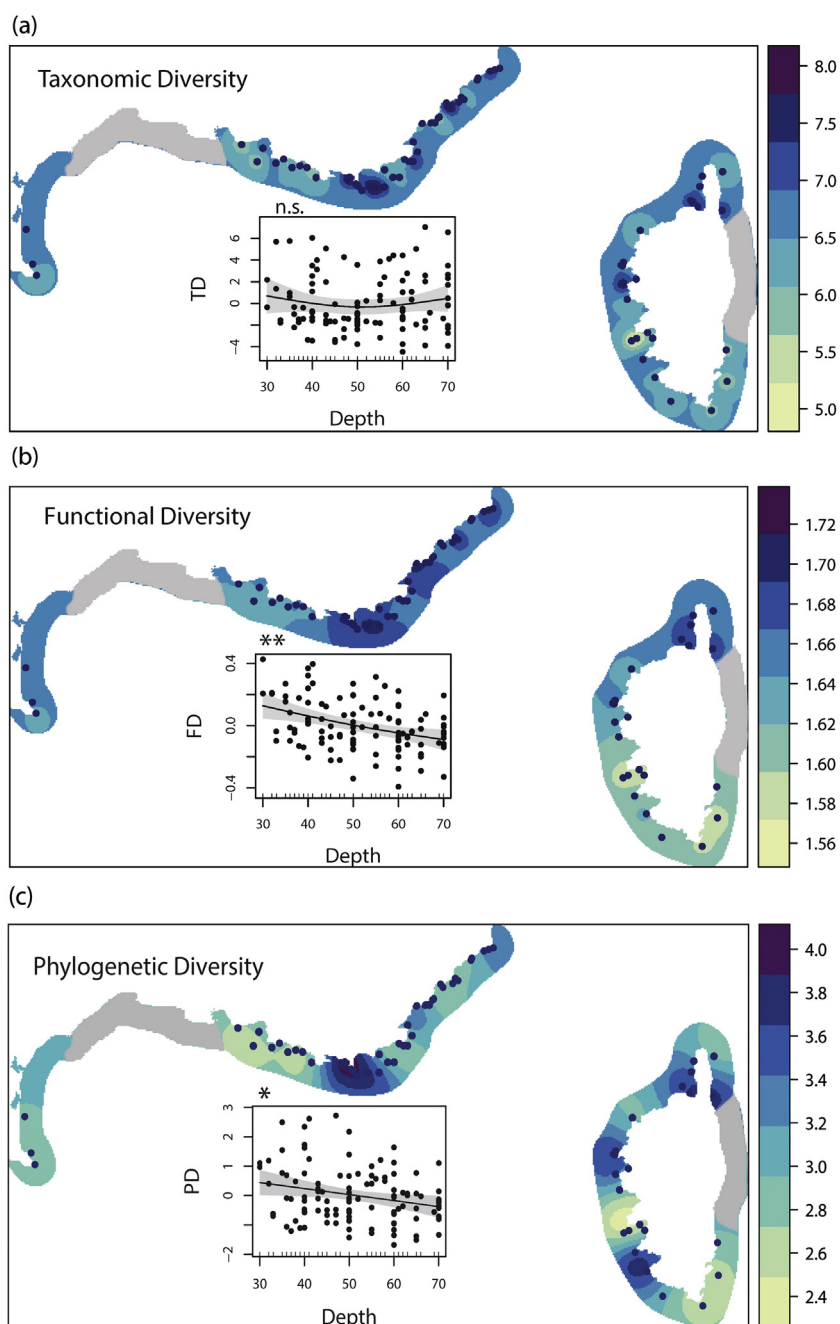 (a)
Taxonomic Diversity
8.0
7.5
7.0
6.5
6.0
5.5
5.0
n.s.
6
4
2
0
−4
TD
30 40 50 60 70
Depth
(b)
Functional Diversity
1.72
1.70
1.68
1.66
1.64
1.62
1.60
1.58
1.56
**
0.4
0.0
−0.4
FD
30 40 50 60 70
Depth
(c)
Phylogenetic Diversity
4.0
3.8
3.6
3.4
3.2
3.0
2.8
2.6
2.4
*
3
2
1
0
−2
PD
30 40 50 60 70
Depth